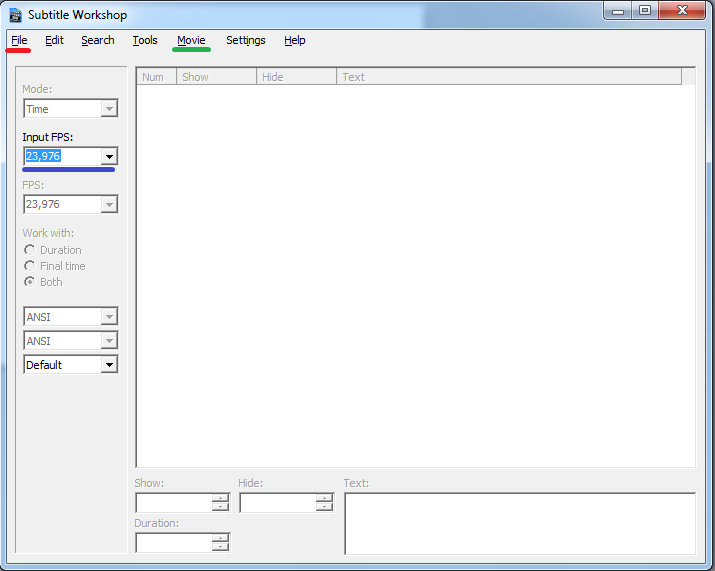 Subtitle Workshop
File Edit Search Tools Movie Settings Help
Mode:
Time
Input FPS:
23,976
FPS:
23,976
Work with:
Duration
Final time
Both
ANSI
ANSI
Default
Num Show Hide Text
Show: Hide: Text:
Duration: